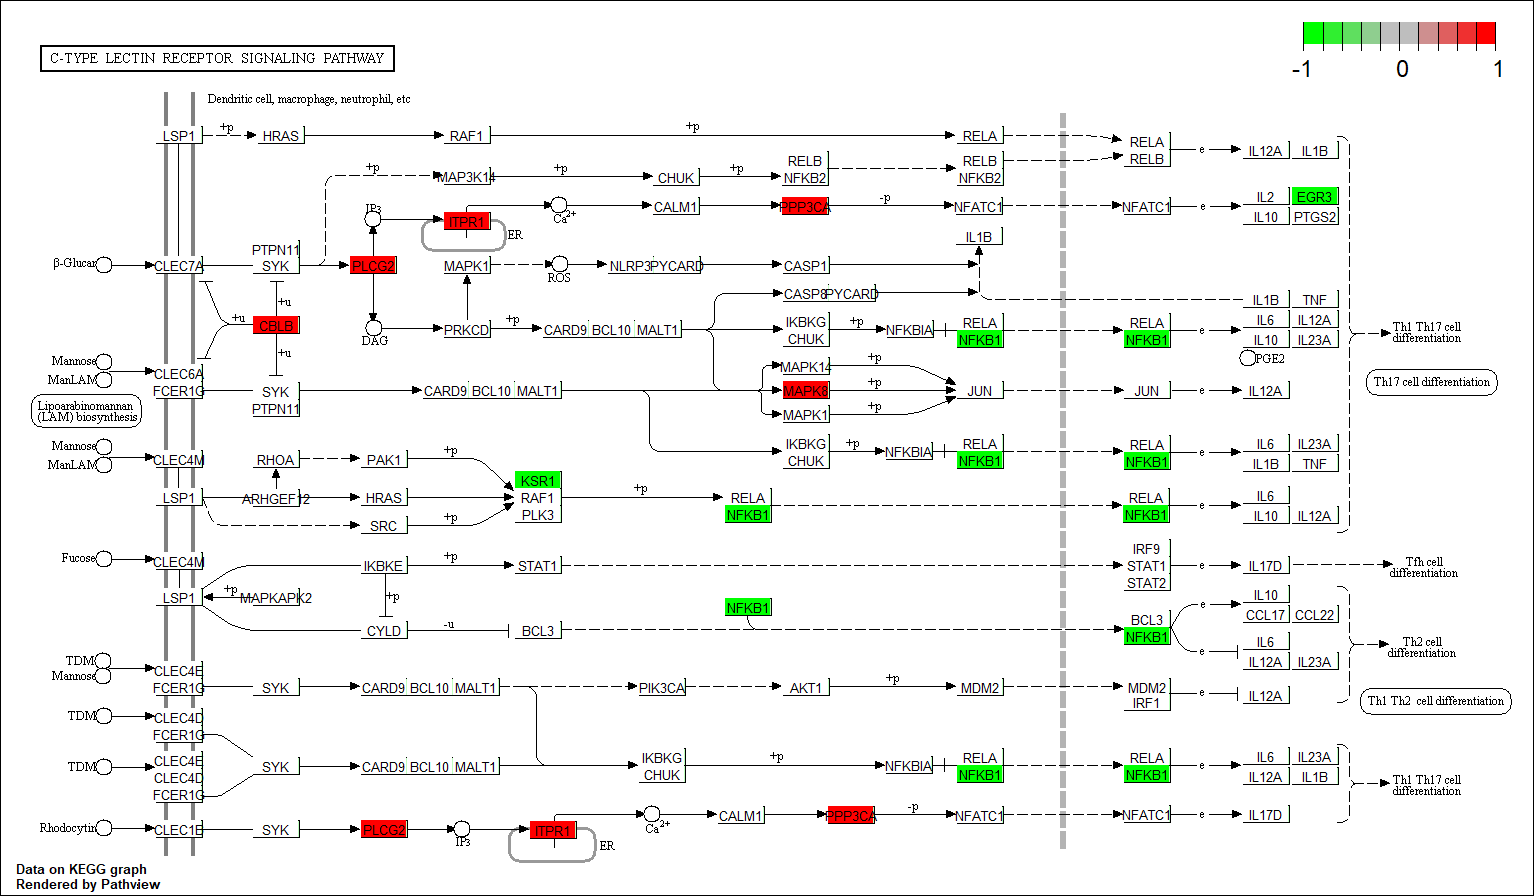 C-TYPE LECTIN RECEPTOR SIGNALING PATHWAY
-1 0 1
Dendritic cell, macrophage, neutrophil, etc
LSP1 +p HRAS RAF1 +p RELA RELA RELB e IL12A IL1B
+p MAP3K14 +p CHUK +p RELB NFKB2 RELB NFKB2
IP3 ITPR1 ER Ca2+ CALM1 PPP3CA -p NFATC1 NFATC1 e IL2 EGR3
IL10 PTGS2
IL1B
β-Glucan CLEC7A PTPN11 SYK PLCG2 MAPK1 ROS NLRP3 PYCARD CASP1
CASP8 PYCARD IL1B TNF
+u CBLB +u +u DAG PRKCD +p CARD9 BCL10 MALT1 IKBKG CHUK +p NFKBIA RELA NFKB1 RELA NFKB1 e IL6 IL12A
IL10 IL23A
PGE2
Th1 Th17 cell
differentiation
Mannose
ManLAM
CLEC6A
FCER1G
SYK
PTPN11
CARD9 BCL10 MALT1 MAPK14 +p
MAPK8 +p JUN JUN e IL12A
MAPK1 +p
Th17 cell differentiation
Lipoarabinomannan
(LAM) biosynthesis
Mannose
ManLAM
CLEC4M RHOA PAK1 +p IKBKG CHUK +p NFKBIA RELA NFKB1 RELA NFKB1 e IL6 IL23A
IL1B TNF
LSP1 ARHGEF12 HRAS KSR1 RAF1 PLK3 +p RELA NFKB1 RELA NFKB1 e IL6
IL10 IL12A
SRC +p
Fucose CLEC4M IKBKE +p STAT1 IRF9 STAT1 STAT2 e IL17D
Tfh cell
differentiation
LSP1 +p MAPKAPK2 +p NFKB1
CYLD -u BCL3 BCL3 NFKB1 e IL10
CCL17 CCL22
e IL6
IL12A IL23A
Th2 cell
differentiation
TDM
Mannose
CLEC4E
FCER1G
SYK CARD9 BCL10 MALT1 PIK3CA AKT1 +p MDM2 MDM2 IRF1 e IL12A
Th1 Th2 cell differentiation
TDM CLEC4D
FCER1G
TDM CLEC4E
CLEC4D
FCER1G
SYK CARD9 BCL10 MALT1 IKBKG CHUK +p NFKBIA RELA NFKB1 RELA NFKB1 e IL6 IL23A
IL12A IL1B
Th1 Th17 cell
differentiation
Rhodocytin CLEC1B SYK PLCG2 IP3 ITPR1 ER Ca2+ CALM1 PPP3CA -p NFATC1 NFATC1 e IL17D
Data on KEGG graph
Rendered by Pathview